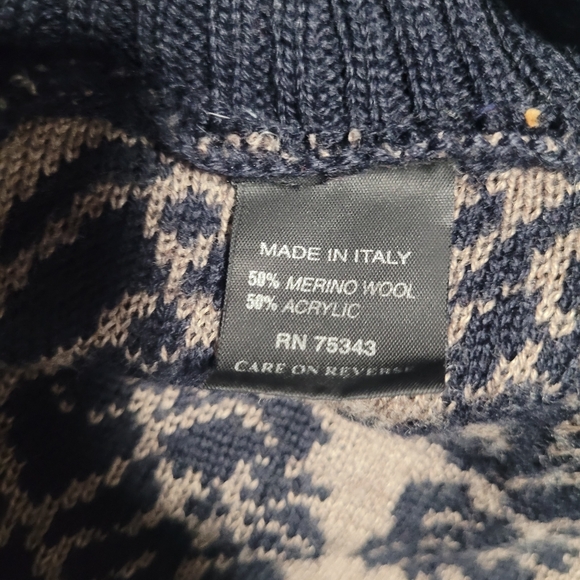 MADE IN ITALY
50% MERINO WOOL
50% ACRYLIC
RN 75343
CARE ON REVERSE